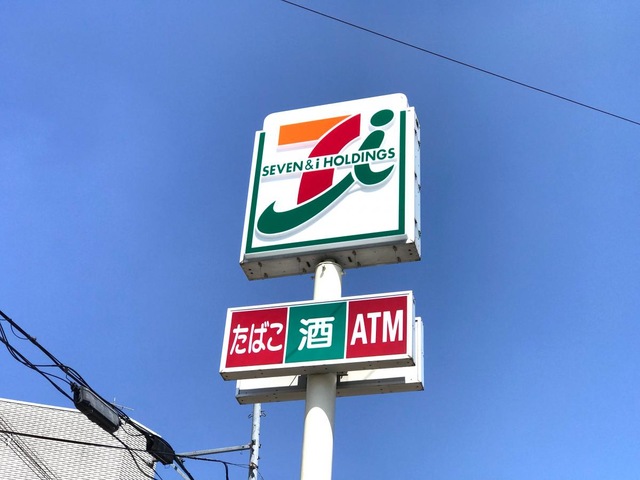 SEVEN & i HOLDINGS
たばこ 酒 ATM